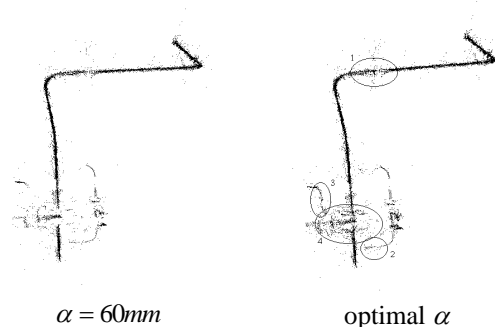 1
3
4
2
α = 60mm
optimal α